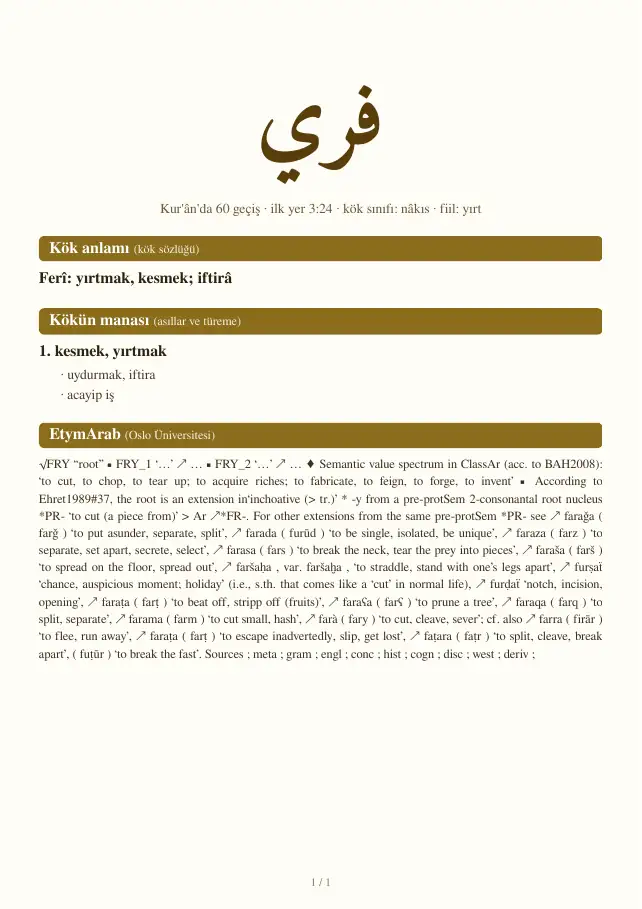 فري
Kur'ân'da 60 geçiş · ilk yer 3:24 · kök sınıfı: nâkıs · fiil: yırt
Kök anlamı (kök sözlüğü)
Ferî: yırtmak, kesmek; iftirâ
Kökün manası (asıllar ve türeme)
1. kesmek, yırtmak
· uydurmak, iftira
· acayip iş
EtymArab (Oslo Üniversitesi)
√FRY “root” ▪ FRY_1 ‘…’ ↗ … ▪ FRY_2 ‘…’ ↗ … ♦ Semantic value spectrum in ClassAr (acc. to BAH2008):
‘to cut, to chop, to tear up; to acquire riches; to fabricate, to feign, to forge, to invent’ ▪ According to
Ehret1989#37, the root is an extension in‘inchoative (> tr.)’ * -y from a pre-protSem 2-consonantal root nucleus
*PR- ‘to cut (a piece from)’ > Ar ↗*FR-. For other extensions from the same pre-protSem *PR- see ↗ faraǧa (
farǧ ) ‘to put asunder, separate, split’, ↗ farada ( furūd ) ‘to be single, isolated, be unique’, ↗ faraza ( farz ) ‘to
separate, set apart, secrete, select’, ↗ farasa ( fars ) ‘to break the neck, tear the prey into pieces’, ↗ faraša ( farš )
‘to spread on the floor, spread out’, ↗ faršaḥa , var. faršaḫa , ‘to straddle, stand with one’s legs apart’, ↗ furṣaẗ
‘chance, auspicious moment; holiday’ (i.e., s.th. that comes like a ‘cut’ in normal life), ↗ furḍaẗ ‘notch, incision,
opening’, ↗ faraṭa ( farṭ ) ‘to beat off, stripp off (fruits)’, ↗ faraʕa ( farʕ ) ‘to prune a tree’, ↗ faraqa ( farq ) ‘to
split, separate’, ↗ farama ( farm ) ‘to cut small, hash’, ↗ farà ( fary ) ‘to cut, cleave, sever’; cf. also ↗ farra ( firār )
‘to flee, run away’, ↗ faraṭa ( farṭ ) ‘to escape inadvertedly, slip, get lost’, ↗ faṭara ( faṭr ) ‘to split, cleave, break
apart’, ( fuṭūr ) ‘to break the fast’. Sources ; meta ; gram ; engl ; conc ; hist ; cogn ; disc ; west ; deriv ;
1 / 1